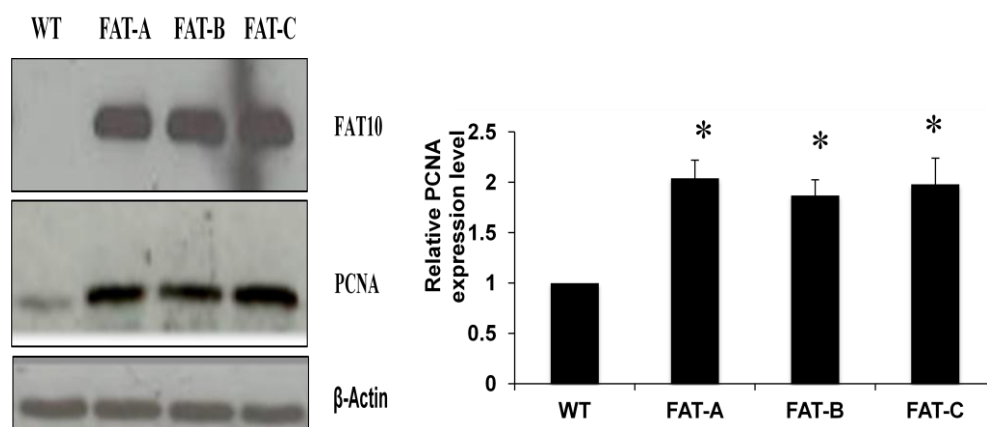 WT FAT-A FAT-B FAT-C
FAT10
PCNA
β-Actin
Relative PCNA
expression level
2.5
2
1.5
1
0.5
0
* * *
WT FAT-A FAT-B FAT-C